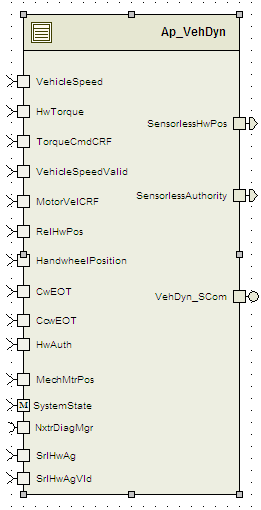 Ap_VehDyn
VehicleSpeed
HwTorque
SensorlessHwPos
TorqueCmdCRF
VehicleSpeedValid
SensorlessAuthority
MotorVelCRF
RelHwPos
HandwheelPosition
CwEOT
VehDyn_SCom
CcwEOT
HwAuth
MechMtrPos
M
SystemState
NxtrDiagMgr
SrlHwAg
SrlHwAgVld